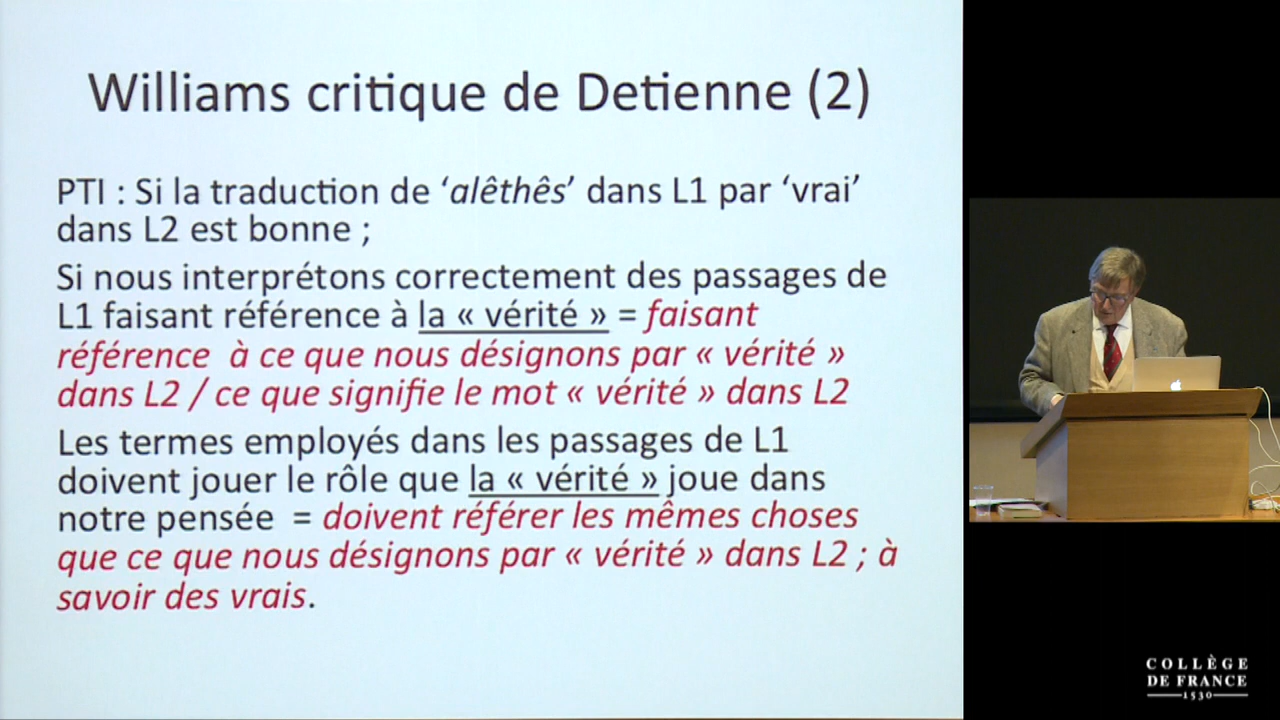 Williams critique de Detienne (2)
PTI : Si la traduction de ‘alêthês’ dans L1 par ‘vrai’
dans L2 est bonne ;
Si nous interprétons correctement des passages de
L1 faisant référence à la « vérité » = faisant
référence à ce que nous désignons par « vérité »
dans L2 / ce que signifie le mot « vérité » dans L2
Les termes employés dans les passages de L1
doivent jouer le rôle que la « vérité » joue dans
notre pensée = doivent référer les mêmes choses
que ce que nous désignons par « vérité » dans L2 ; à
savoir des vrais.
COLLÈGE
DE FRANCE
1530